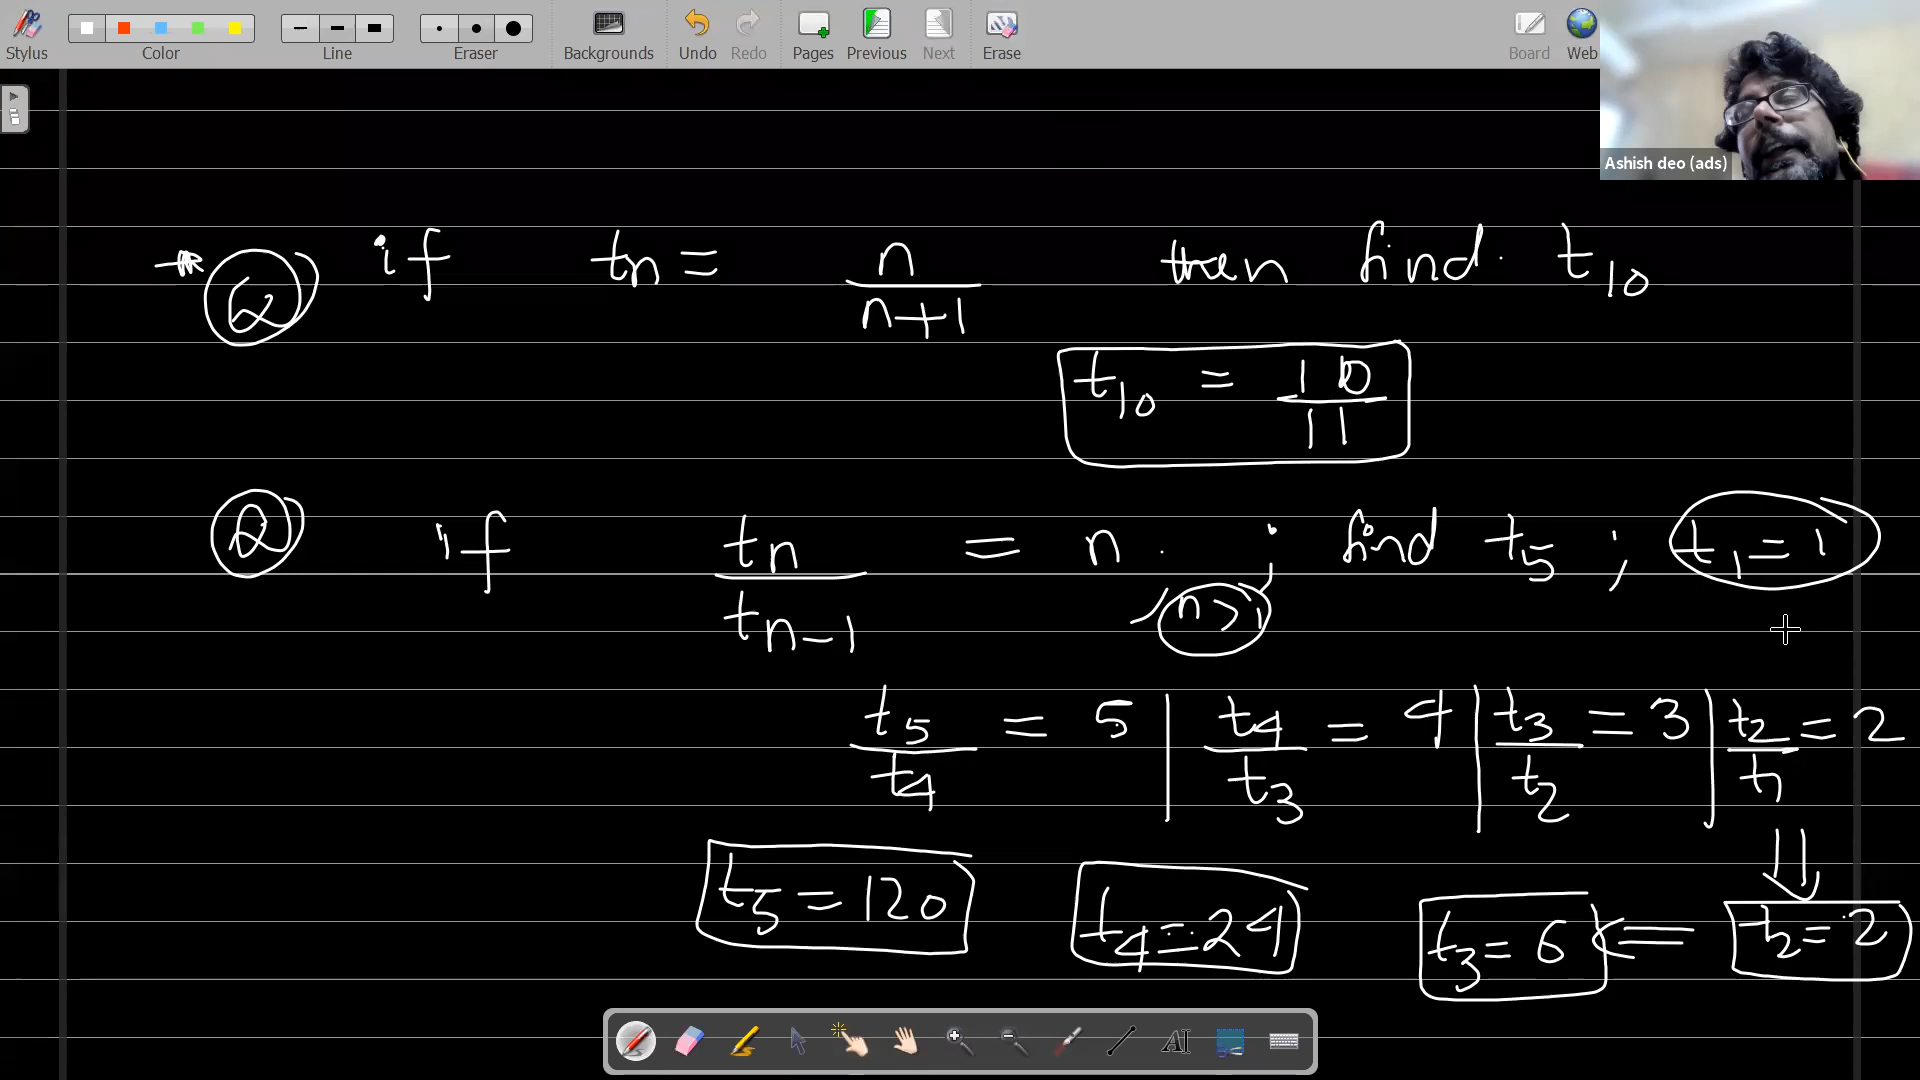 Stylus Color Line Eraser Backgrounds Undo Redo Pages Previous Next Erase Board Web
Ashish deo (ads)
Q if tn = n/(n+1) then find t10
t10 = 10/11
Q if tn/tn-1 = n ; find t5 ; t1 = 1
, n > 1
t5/t4 = 5 | t4/t3 = 4 | t3/t2 = 3 | t2/t1 = 2
t5 = 120 t4 = 24 t3 = 6 ⇐ t2 = 2